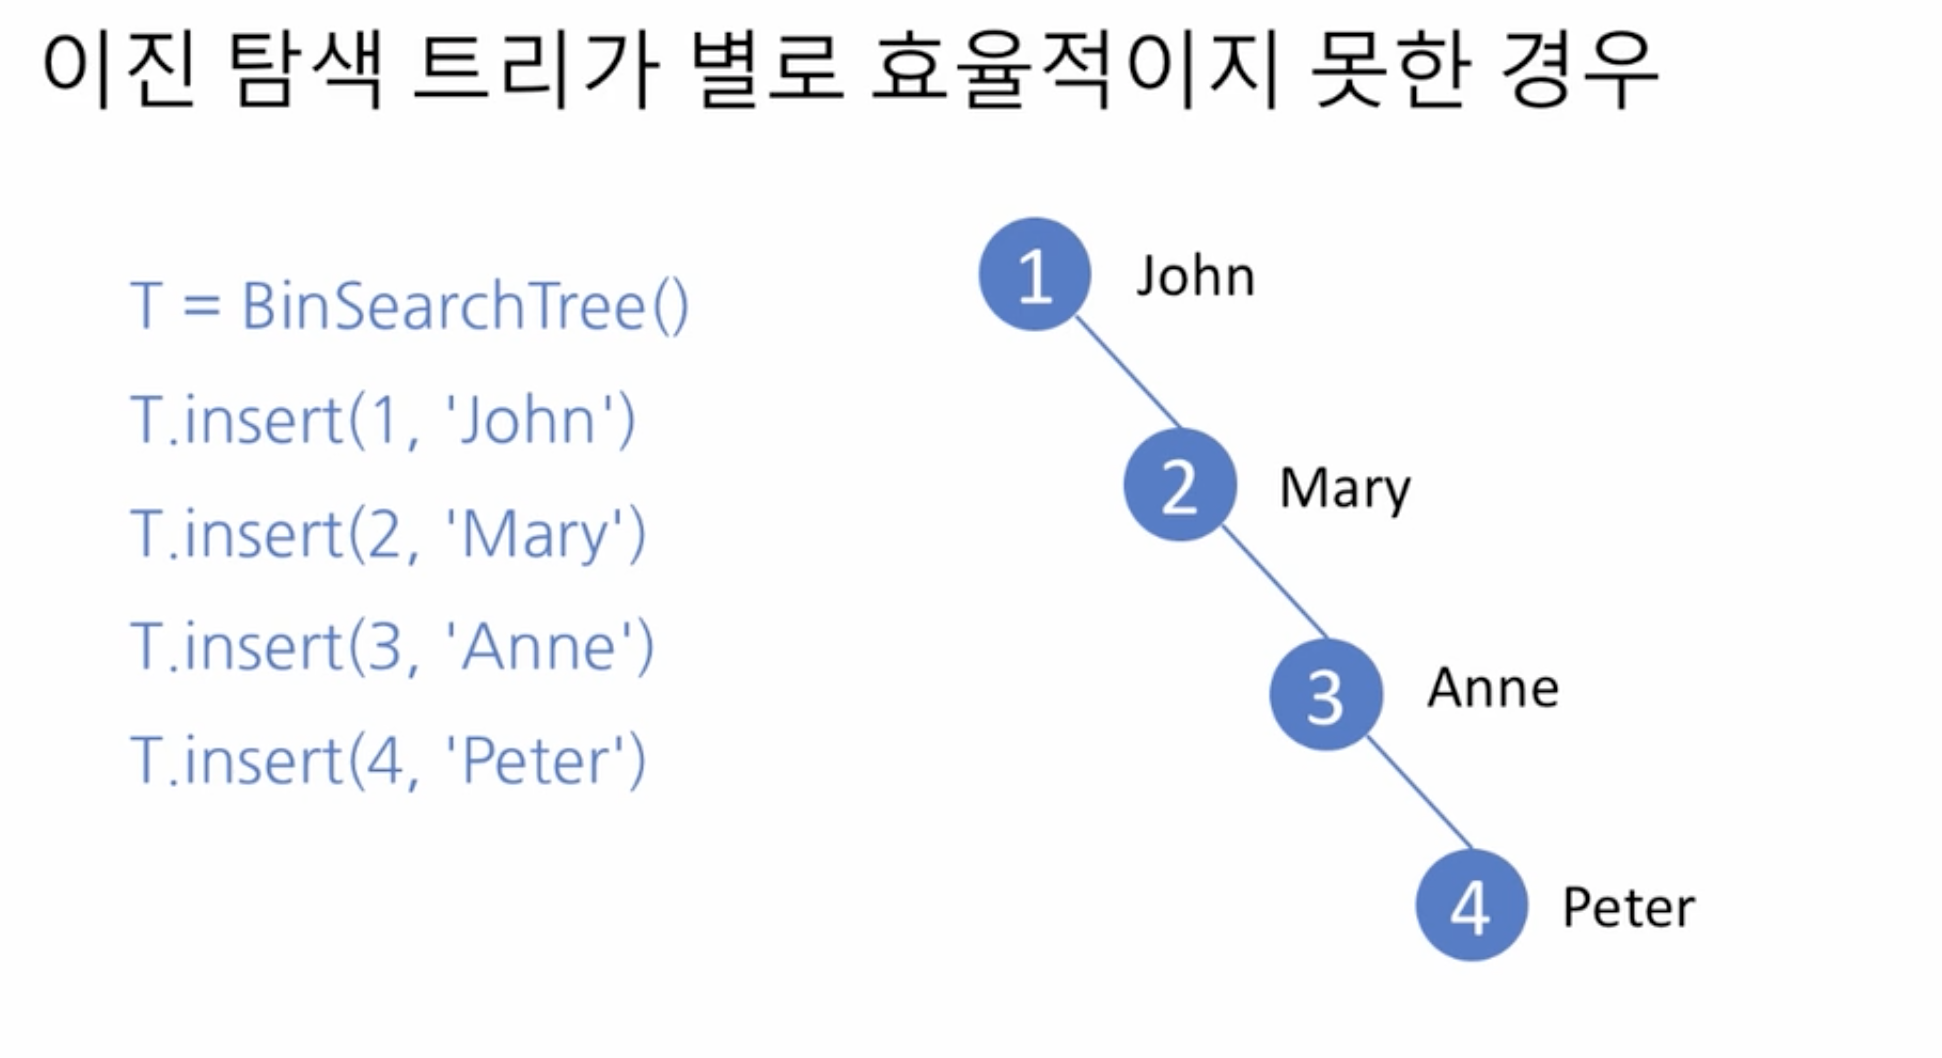 이진 탐색 트리가 별로 효율적이지 못한 경우
T = BinSearchTree()
T.insert(1, 'John')
T.insert(2, 'Mary')
T.insert(3, 'Anne')
T.insert(4, 'Peter')
1 John
2 Mary
3 Anne
4 Peter